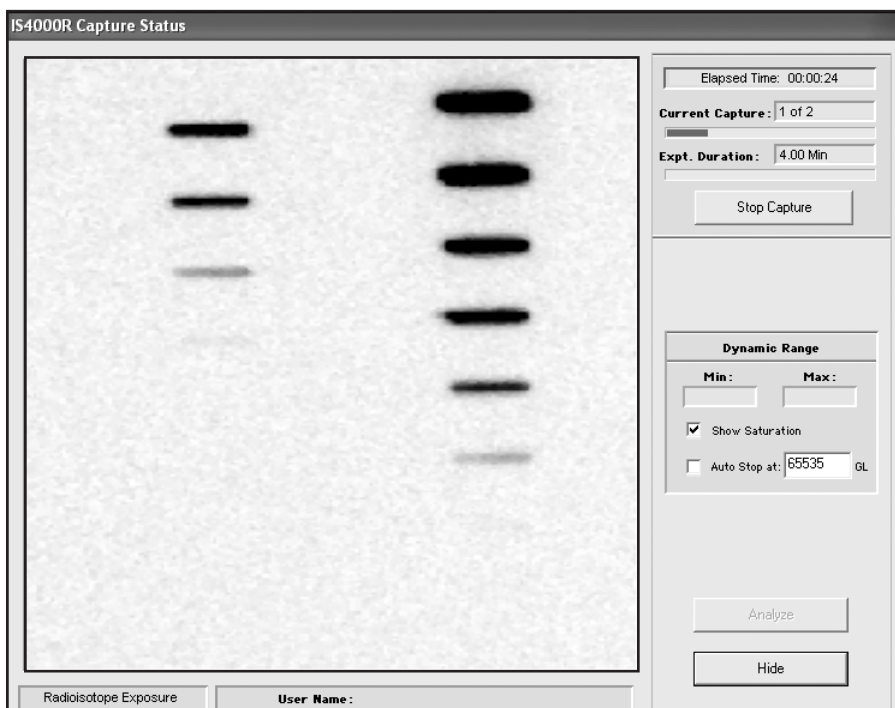 IS4000R Capture Status
Elapsed Time: 00:00:24
Current Capture: 1 of 2
Expt. Duration: 4.00 Min
Stop Capture
Dynamic Range
Min: Max:
Show Saturation
Auto Stop at: 65535 GL
Analyze
Hide
Radioisotope Exposure User Name: